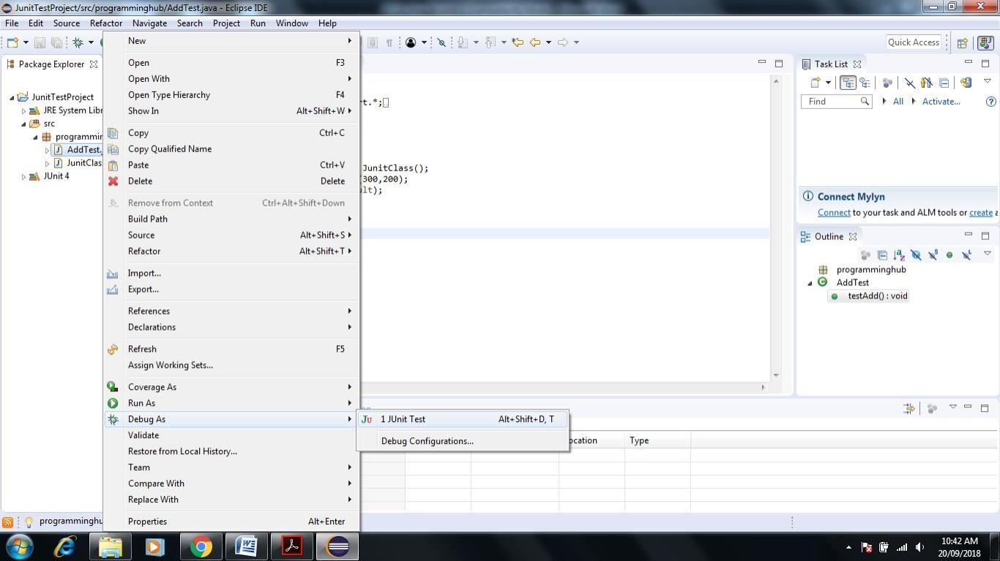 JunitTestProject/src/programminghub/AddTest.java - Eclipse IDE
File Edit Source Refactor Navigate Search Project Run Window Help
Quick Access
Package Explorer
JunitTestProject
JRE System Libr
src
programmin
AddTest.
JunitClas
JUnit 4
New
Open F3
Open With
Open Type Hierarchy F4
Show In Alt+Shift+W
Copy Ctrl+C
Copy Qualified Name
Paste Ctrl+V
Delete Delete
Remove from Context Ctrl+Alt+Shift+Down
Build Path
Source Alt+Shift+S
Refactor Alt+Shift+T
Import...
Export...
References
Declarations
Refresh F5
Assign Working Sets...
Coverage As
Run As
Debug As
Validate
Restore from Local History...
Team
Compare With
Replace With
Properties Alt+Enter
1 JUnit Test Alt+Shift+D, T
Debug Configurations...
rt.*;
JunitClass();
(300,200);
ult);
Task List
Find All Activate...
Connect Mylyn
Connect to your task and ALM tools or create a
Outline
programminghub
AddTest
testAdd() : void
ocation Type
programminghu
10:42 AM
20/09/2018